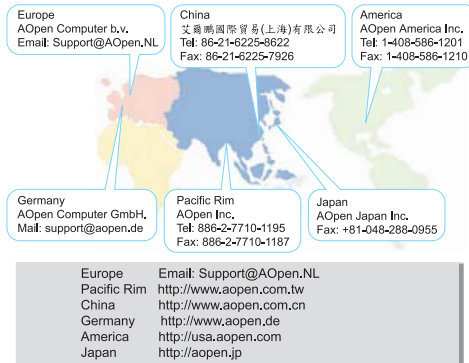 Europe
AOpen Computer b.v.
Email: Support@AOpen.NL
China
艾爾鵬國際貿易(上海)有限公司
Tel: 86-21-6225-8622
Fax: 86-21-6225-7926
America
AOpen America Inc.
Tel: 1-408-586-1201
Fax: 1-408-586-1210
Germany
AOpen Computer GmbH.
Mail: support@aopen.de
Pacific Rim
AOpen Inc.
Tel: 886-2-7710-1195
Fax: 886-2-7710-1187
Japan
AOpen Japan Inc.
Fax: +81-048-288-0955
Europe Email: Support@AOpen.NL
Pacific Rim http://www.aopen.com.tw
China http://www.aopen.com.cn
Germany http://www.aopen.de
America http://usa.aopen.com
Japan http://aopen.jp